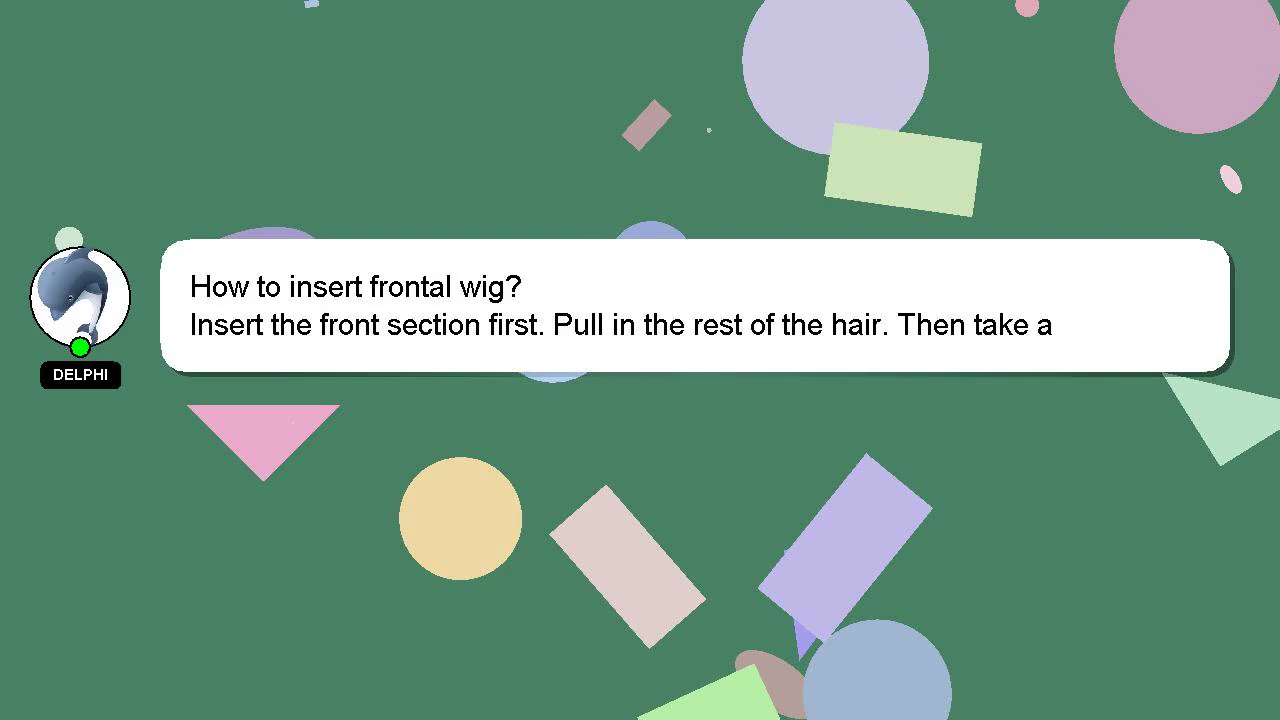 How to insert frontal wig?
Insert the front section first. Pull in the rest of the hair. Then take a
DELPHI